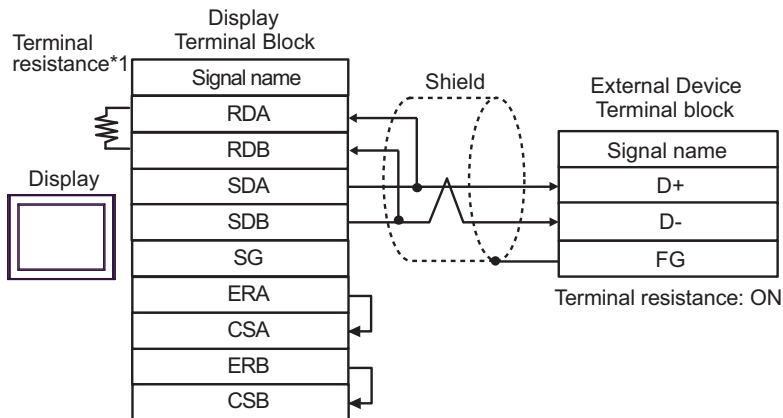 Display
Terminal Block
Terminal
resistance*1
Signal name
RDA
RDB
SDA
SDB
SG
ERA
CSA
ERB
CSB
Display
Shield
External Device
Terminal block
Signal name
D+
D-
FG
Terminal resistance: ON